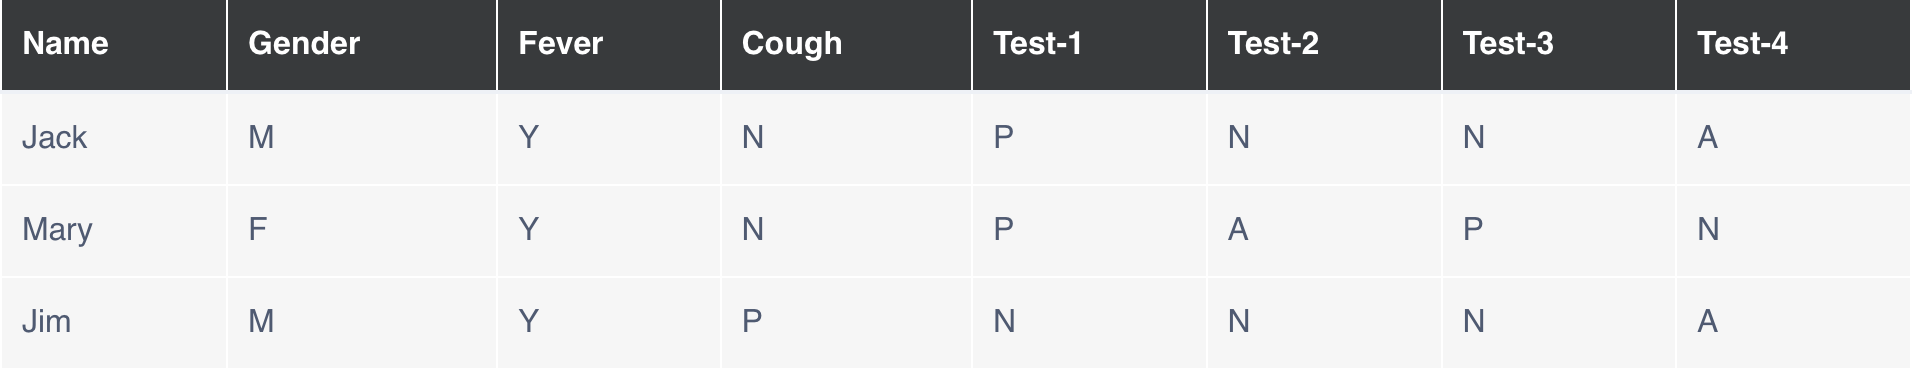 Name Gender Fever Cough Test-1 Test-2 Test-3 Test-4
Jack M Y N P N N A
Mary F Y N P A P N
Jim M Y P N N N A